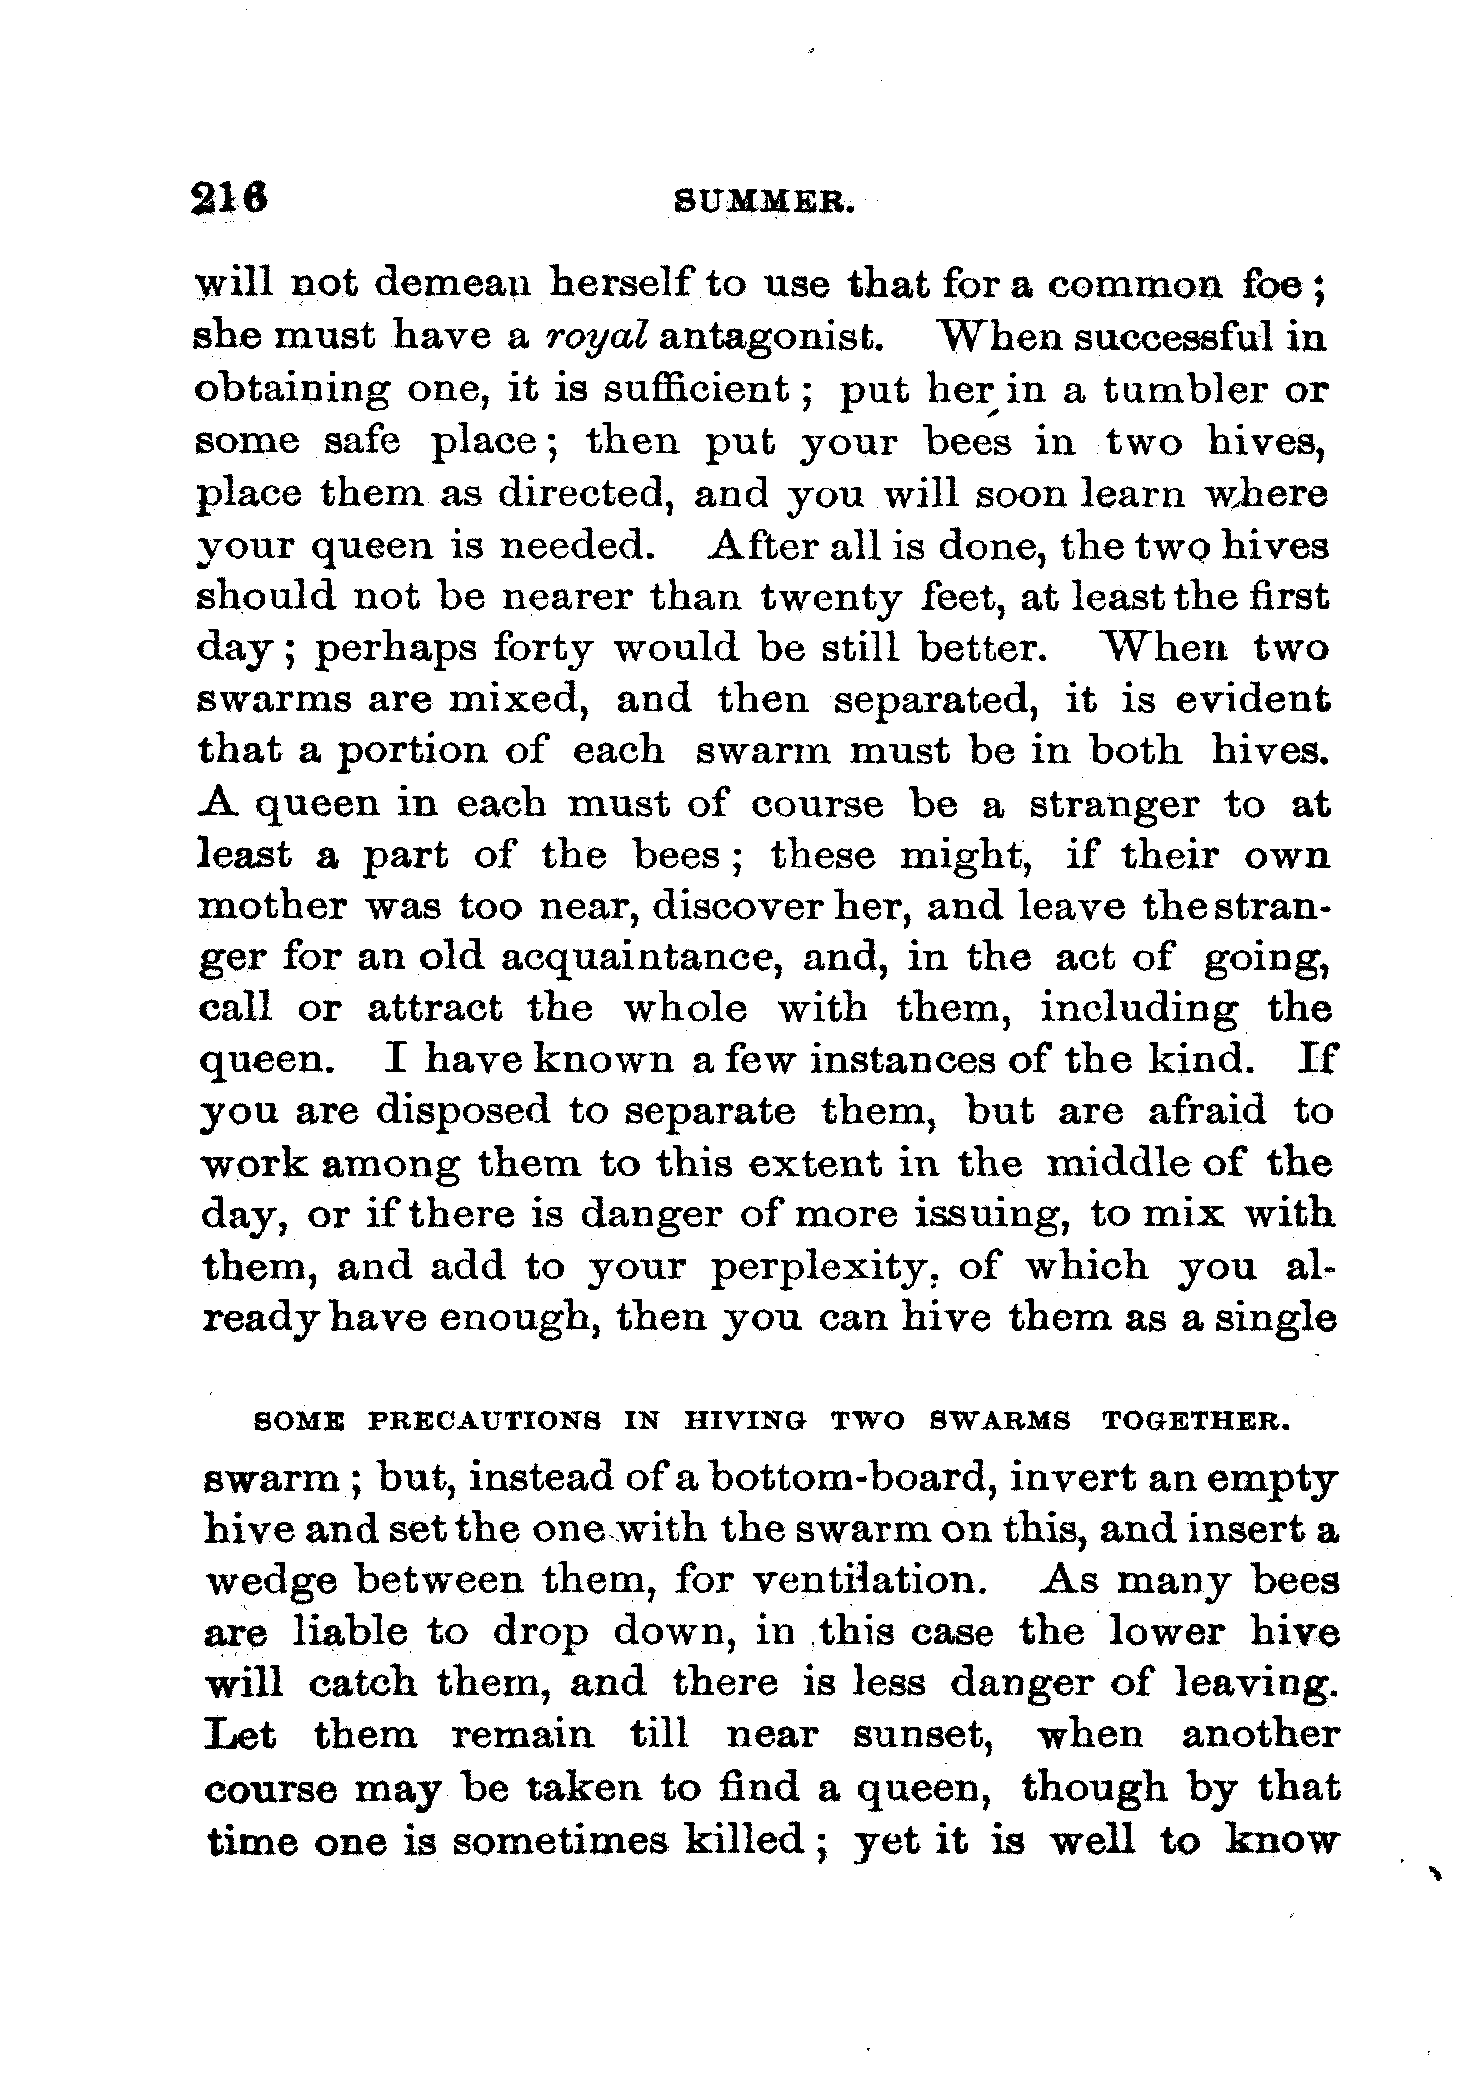 216 SUMMER.
will not demean herself to use that for a common foe ;
she must have a royal antagonist. When successful in
obtaining one, it is sufficient ; put her in a tumbler or
some safe place ; then put your bees in two hives,
place them as directed, and you will soon learn where
your queen is needed. After all is done, the two hives
should not be nearer than twenty feet, at least the first
day ; perhaps forty would be still better. When two
swarms are mixed, and then separated, it is evident
that a portion of each swarm must be in both hives.
A queen in each must of course be a stranger to at
least a part of the bees ; these might, if their own
mother was too near, discover her, and leave the stran-
ger for an old acquaintance, and, in the act of going,
call or attract the whole with them, including the
queen. I have known a few instances of the kind. If
you are disposed to separate them, but are afraid to
work among them to this extent in the middle of the
day, or if there is danger of more issuing, to mix with
them, and add to your perplexity, of which you al-
ready have enough, then you can hive them as a single
SOME PRECAUTIONS IN HIVING TWO SWARMS TOGETHER.
swarm ; but, instead of a bottom-board, invert an empty
hive and set the one with the swarm on this, and insert a
wedge between them, for ventilation. As many bees
are liable to drop down, in this case the lower hive
will catch them, and there is less danger of leaving.
Let them remain till near sunset, when another
course may be taken to find a queen, though by that
time one is sometimes killed ; yet it is well to know